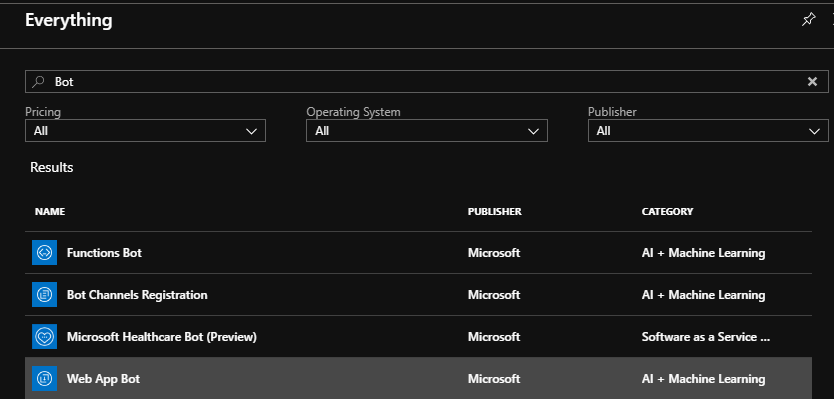 Everything
Bot
Pricing Operating System Publisher
All All All
Results
NAME PUBLISHER CATEGORY
Functions Bot Microsoft AI + Machine Learning
Bot Channels Registration Microsoft AI + Machine Learning
Microsoft Healthcare Bot (Preview) Microsoft Software as a Service ...
Web App Bot Microsoft AI + Machine Learning